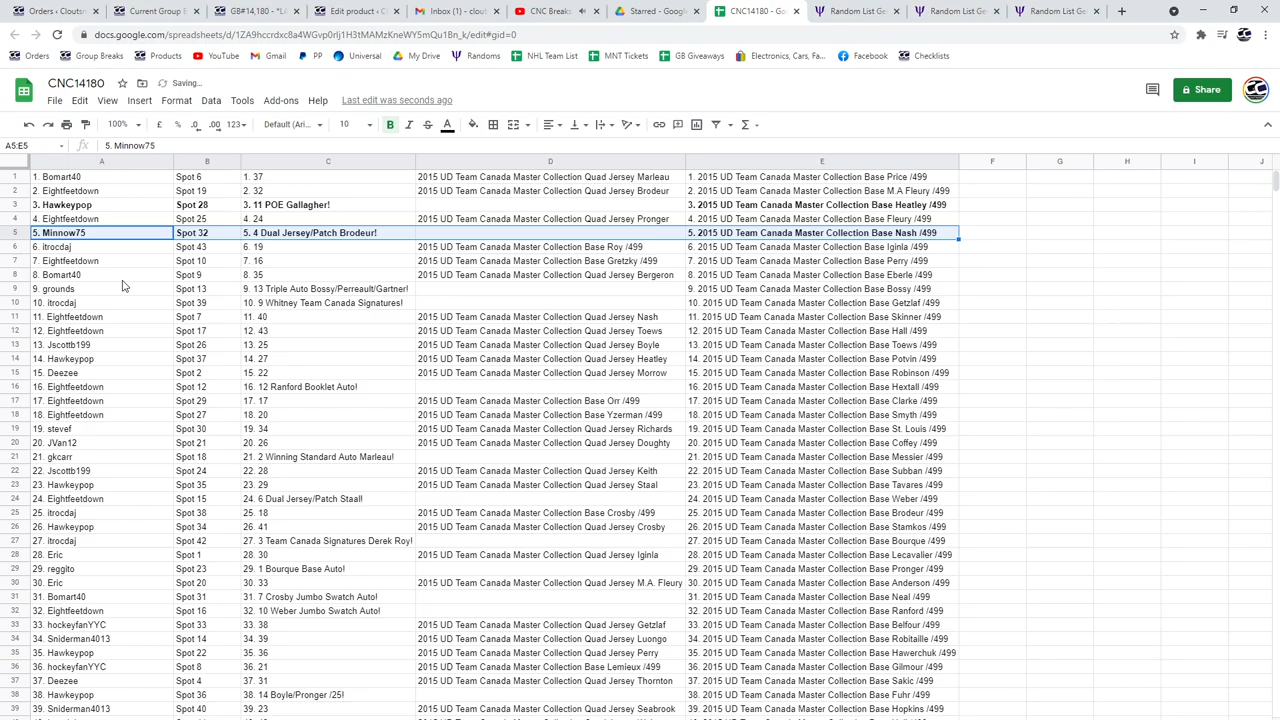 Orders › Cloutsn
Current Group B
GB#14,180 - *LA
Edit product ‹ C
Inbox (1) - clout
CNC Breaks
Starred - Google
CNC14180 - Go
Random List Ge
Random List Ge
Random List Ge
docs.google.com/spreadsheets/d/1ZA9hccrdxc8a4WGvp0rlj1H3tMAMzKneWY5mQu1Bn_k/edit#gid=0
Orders Group Breaks Products YouTube Gmail PP Universal My Drive Randoms NHL Team List MNT Tickets GB Giveaways Electronics, Cars, Fa... Facebook Checklists
CNC14180 Saving...
File Edit View Insert Format Data Tools Add-ons Help Last edit was seconds ago
Share
100% £ % .0 .00 123 Default (Ari... 10 B I S A
A5:E5 fx 5. Minnow75
A B C D E F G H I J
1 1. Bomart40 Spot 6 1. 37 2015 UD Team Canada Master Collection Quad Jersey Marleau 1. 2015 UD Team Canada Master Collection Base Price /499
2 2. Eightfeetdown Spot 19 2. 32 2015 UD Team Canada Master Collection Quad Jersey Brodeur 2. 2015 UD Team Canada Master Collection Base M.A Fleury /499
3 3. Hawkeypop Spot 28 3. 11 POE Gallagher! 3. 2015 UD Team Canada Master Collection Base Heatley /499
4 4. Eightfeetdown Spot 25 4. 24 2015 UD Team Canada Master Collection Quad Jersey Pronger 4. 2015 UD Team Canada Master Collection Base Fleury /499
5 5. Minnow75 Spot 32 5. 4 Dual Jersey/Patch Brodeur! 5. 2015 UD Team Canada Master Collection Base Nash /499
6 6. itrocdaj Spot 43 6. 19 2015 UD Team Canada Master Collection Base Roy /499 6. 2015 UD Team Canada Master Collection Base Iginla /499
7 7. Eightfeetdown Spot 10 7. 16 2015 UD Team Canada Master Collection Base Gretzky /499 7. 2015 UD Team Canada Master Collection Base Perry /499
8 8. Bomart40 Spot 9 8. 35 2015 UD Team Canada Master Collection Quad Jersey Bergeron 8. 2015 UD Team Canada Master Collection Base Eberle /499
9 9. grounds Spot 13 9. 13 Triple Auto Bossy/Perreault/Gartner! 9. 2015 UD Team Canada Master Collection Base Bossy /499
10 10. itrocdaj Spot 39 10. 9 Whitney Team Canada Signatures! 10. 2015 UD Team Canada Master Collection Base Getzlaf /499
11 11. Eightfeetdown Spot 7 11. 40 2015 UD Team Canada Master Collection Quad Jersey Nash 11. 2015 UD Team Canada Master Collection Base Skinner /499
12 12. Eightfeetdown Spot 17 12. 43 2015 UD Team Canada Master Collection Quad Jersey Toews 12. 2015 UD Team Canada Master Collection Base Hall /499
13 13. Jscottb199 Spot 26 13. 25 2015 UD Team Canada Master Collection Quad Jersey Boyle 13. 2015 UD Team Canada Master Collection Base Toews /499
14 14. Hawkeypop Spot 37 14. 27 2015 UD Team Canada Master Collection Quad Jersey Heatley 14. 2015 UD Team Canada Master Collection Base Potvin /499
15 15. Deezee Spot 2 15. 22 2015 UD Team Canada Master Collection Quad Jersey Morrow 15. 2015 UD Team Canada Master Collection Base Robinson /499
16 16. Eightfeetdown Spot 12 16. 12 Ranford Booklet Auto! 16. 2015 UD Team Canada Master Collection Base Hextall /499
17 17. Eightfeetdown Spot 29 17. 17 2015 UD Team Canada Master Collection Base Orr /499 17. 2015 UD Team Canada Master Collection Base Clarke /499
18 18. Eightfeetdown Spot 27 18. 20 2015 UD Team Canada Master Collection Base Yzerman /499 18. 2015 UD Team Canada Master Collection Base Smyth /499
19 19. stevef Spot 30 19. 34 2015 UD Team Canada Master Collection Quad Jersey Richards 19. 2015 UD Team Canada Master Collection Base St. Louis /499
20 20. JVan12 Spot 21 20. 26 2015 UD Team Canada Master Collection Quad Jersey Doughty 20. 2015 UD Team Canada Master Collection Base Coffey /499
21 21. gkcarr Spot 18 21. 2 Winning Standard Auto Marleau! 21. 2015 UD Team Canada Master Collection Base Messier /499
22 22. Jscottb199 Spot 24 22. 28 2015 UD Team Canada Master Collection Quad Jersey Keith 22. 2015 UD Team Canada Master Collection Base Subban /499
23 23. Hawkeypop Spot 35 23. 29 2015 UD Team Canada Master Collection Quad Jersey Staal 23. 2015 UD Team Canada Master Collection Base Tavares /499
24 24. Eightfeetdown Spot 15 24. 6 Dual Jersey/Patch Staal! 24. 2015 UD Team Canada Master Collection Base Weber /499
25 25. itrocdaj Spot 38 25. 18 2015 UD Team Canada Master Collection Base Crosby /499 25. 2015 UD Team Canada Master Collection Base Brodeur /499
26 26. Hawkeypop Spot 34 26. 41 2015 UD Team Canada Master Collection Quad Jersey Crosby 26. 2015 UD Team Canada Master Collection Base Stamkos /499
27 27. itrocdaj Spot 42 27. 3 Team Canada Signatures Derek Roy! 27. 2015 UD Team Canada Master Collection Base Bourque /499
28 28. Eric Spot 1 28. 30 2015 UD Team Canada Master Collection Quad Jersey Iginla 28. 2015 UD Team Canada Master Collection Base Lecavalier /499
29 29. reggito Spot 23 29. 1 Bourque Base Auto! 29. 2015 UD Team Canada Master Collection Base Pronger /499
30 30. Eric Spot 20 30. 33 2015 UD Team Canada Master Collection Quad Jersey M.A. Fleury 30. 2015 UD Team Canada Master Collection Base Anderson /499
31 31. Bomart40 Spot 31 31. 7 Crosby Jumbo Swatch Auto! 31. 2015 UD Team Canada Master Collection Base Neal /499
32 32. Eightfeetdown Spot 16 32. 10 Weber Jumbo Swatch Auto! 32. 2015 UD Team Canada Master Collection Base Ranford /499
33 33. hockeyfanYYC Spot 33 33. 38 2015 UD Team Canada Master Collection Quad Jersey Getzlaf 33. 2015 UD Team Canada Master Collection Base Belfour /499
34 34. Sniderman4013 Spot 14 34. 39 2015 UD Team Canada Master Collection Quad Jersey Luongo 34. 2015 UD Team Canada Master Collection Base Robitaille /499
35 35. Hawkeypop Spot 22 35. 36 2015 UD Team Canada Master Collection Quad Jersey Perry 35. 2015 UD Team Canada Master Collection Base Hawerchuk /499
36 36. hockeyfanYYC Spot 8 36. 21 2015 UD Team Canada Master Collection Base Lemieux /499 36. 2015 UD Team Canada Master Collection Base Gilmour /499
37 37. Deezee Spot 4 37. 31 2015 UD Team Canada Master Collection Quad Jersey Thornton 37. 2015 UD Team Canada Master Collection Base Sakic /499
38 38. Hawkeypop Spot 36 38. 14 Boyle/Pronger /25! 38. 2015 UD Team Canada Master Collection Base Fuhr /499
39 39. Sniderman4013 Spot 40 39. 23 2015 UD Team Canada Master Collection Quad Jersey Seabrook 39. 2015 UD Team Canada Master Collection Base Nolan /499